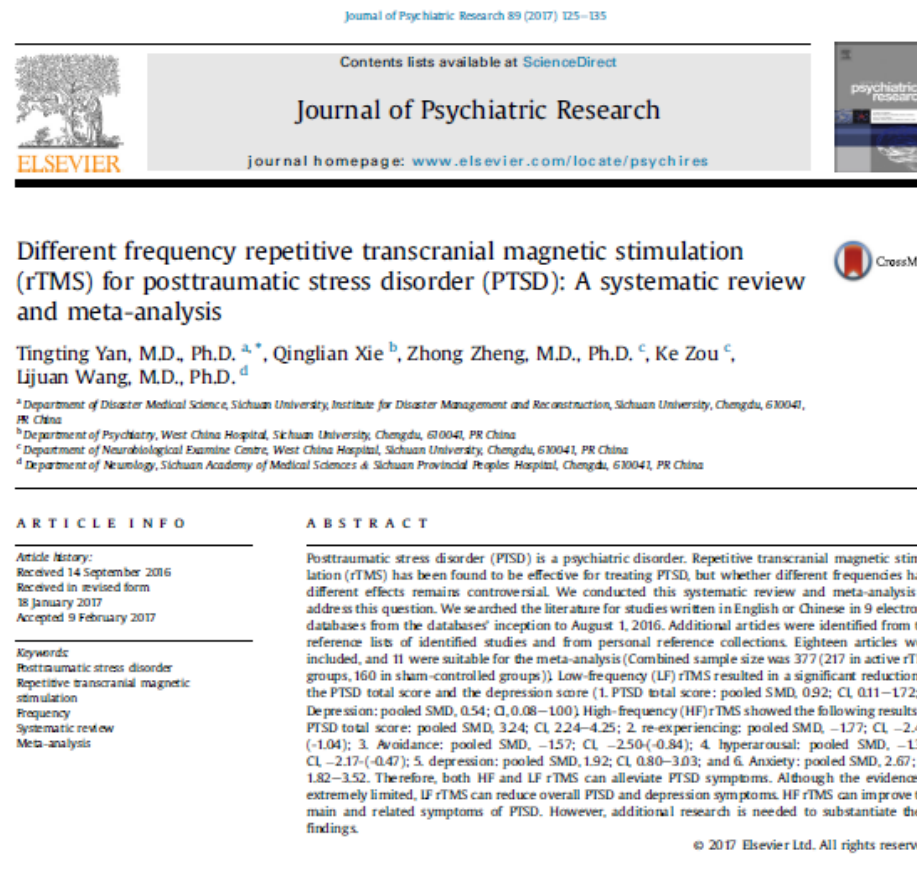 Journal of Psychiatric Research 89 (2017) 125–135
Contents lists available at ScienceDirect
Journal of Psychiatric Research
journal homepage: www.elsevier.com/locate/psychires
ELSEVIER
psychiatric
research
Different frequency repetitive transcranial magnetic stimulation
(rTMS) for posttraumatic stress disorder (PTSD): A systematic review
and meta-analysis
CrossM
Tingting Yan, M.D., Ph.D. a, *, Qinglian Xie b, Zhong Zheng, M.D., Ph.D. c, Ke Zou c,
Lijuan Wang, M.D., Ph.D. d
a Department of Disaster Medical Science, Sichuan University, Institute for Disaster Management and Reconstruction, Sichuan University, Chengdu, 610041,
PR China
b Department of Psychiatry, West China Hospital, Sichuan University, Chengdu, 610041, PR China
c Department of Neurobiological Examine Centre, West China Hospital, Sichuan University, Chengdu, 610041, PR China
d Department of Neurology, Sichuan Academy of Medical Sciences & Sichuan Provincial Peoples Hospital, Chengdu, 610041, PR China
ARTICLE INFO
Article history:
Received 14 September 2016
Received in revised form
18 January 2017
Accepted 9 February 2017
Keywords:
Posttraumatic stress disorder
Repetitive transcranial magnetic
stimulation
Frequency
Systematic review
Meta-analysis
ABSTRACT
Posttraumatic stress disorder (PTSD) is a psychiatric disorder. Repetitive transcranial magnetic stim
lation (rTMS) has been found to be effective for treating PTSD, but whether different frequencies ha
different effects remains controversial. We conducted this systematic review and meta-analysis
address this question. We searched the literature for studies written in English or Chinese in 9 electro
databases from the databases' inception to August 1, 2016. Additional articles were identified from t
reference lists of identified studies and from personal reference collections. Eighteen articles we
included, and 11 were suitable for the meta-analysis (Combined sample size was 377 (217 in active rT
groups, 160 in sham-controlled groups)). Low-frequency (LF) rTMS resulted in a significant reduction
the PTSD total score and the depression score (1. PTSD total score: pooled SMD, 0.92; CI, 0.11–1.72;
Depression: pooled SMD, 0.54; CI, 0.08–1.00). High-frequency (HF) rTMS showed the following results
PTSD total score: pooled SMD, 3.24; CI, 2.24–4.25; 2. re-experiencing: pooled SMD, −1.77; CI, −2.4
(-1.04); 3. Avoidance: pooled SMD, −1.57; CI, −2.50-(-0.84); 4. hyperarousal: pooled SMD, −1.
CI, −2.17-(-0.47); 5. depression: pooled SMD, 1.92; CI, 0.80–3.03; and 6. Anxiety: pooled SMD, 2.67;
1.82–3.52. Therefore, both HF and LF rTMS can alleviate PTSD symptoms. Although the evidence
extremely limited, LF rTMS can reduce overall PTSD and depression symptoms. HF rTMS can improve t
main and related symptoms of PTSD. However, additional research is needed to substantiate the
findings.
© 2017 Elsevier Ltd. All rights reserve